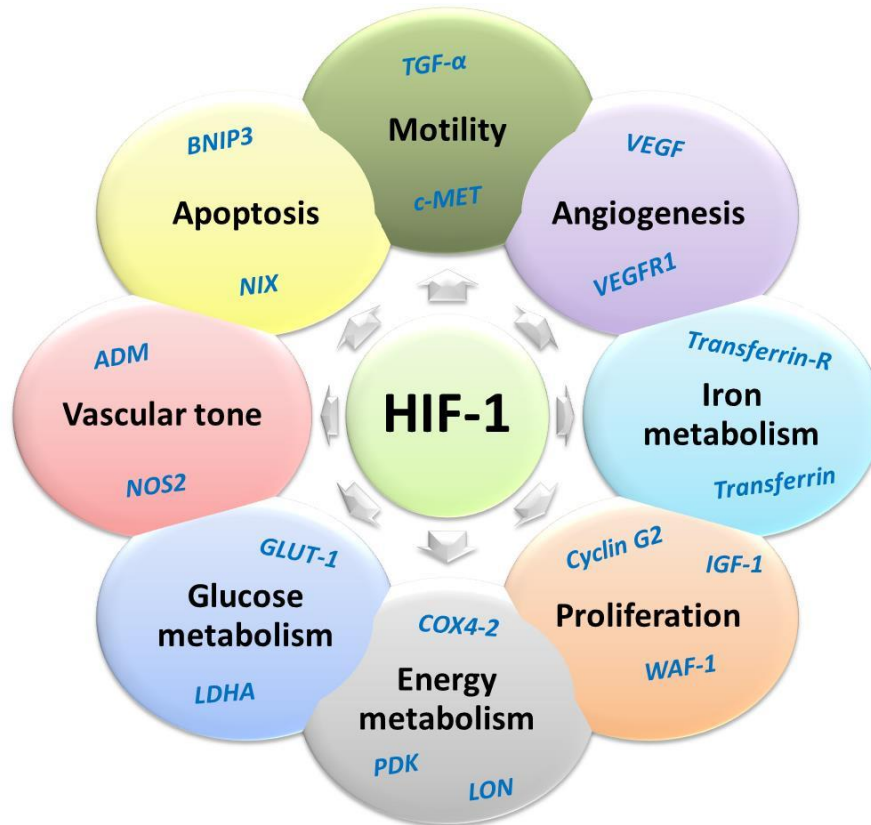 TGF-α
Motility
c-MET
VEGF
Angiogenesis
VEGFR1
Transferrin-R
Iron
metabolism
Transferrin
Cyclin G2
IGF-1
Proliferation
WAF-1
COX4-2
Energy
metabolism
PDK
LON
GLUT-1
Glucose
metabolism
LDHA
ADM
Vascular tone
NOS2
BNIP3
Apoptosis
NIX
HIF-1